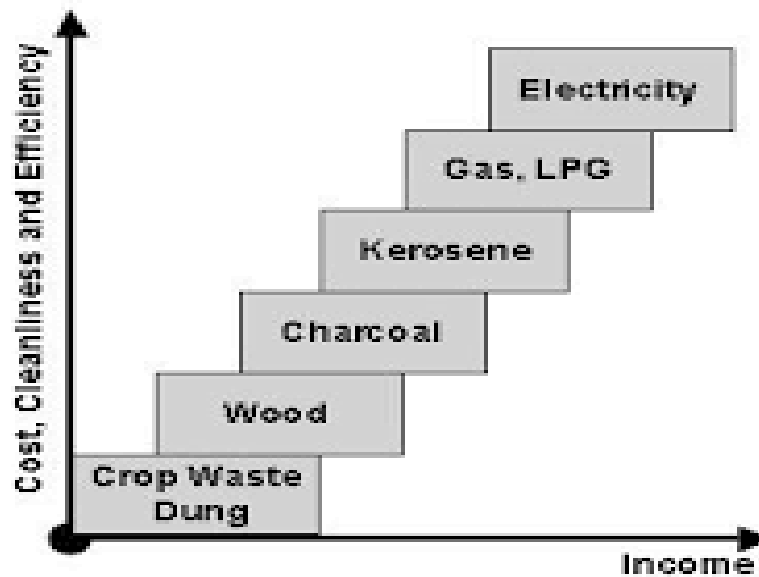 Cost, Cleanliness and Efficiency
Electricity
Gas, LPG
Kerosene
Charcoal
Wood
Crop Waste
Dung
Income